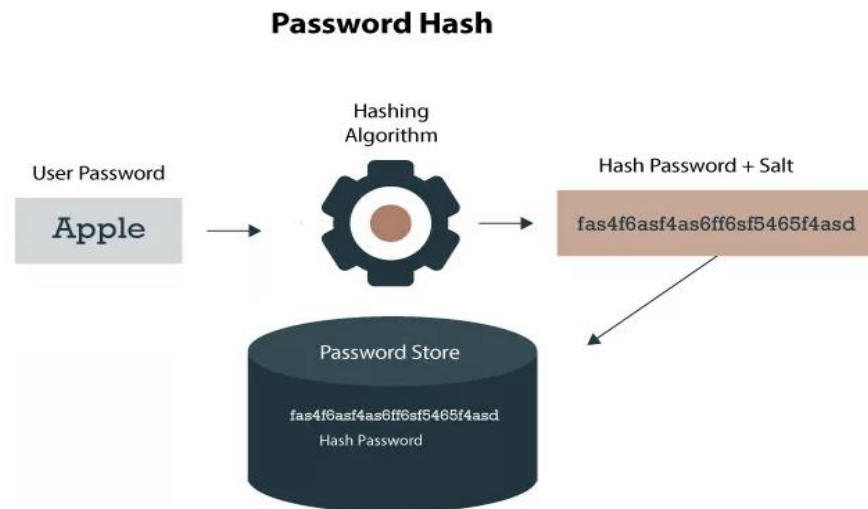 Password Hash
Hashing
Algorithm
User Password
Hash Password + Salt
Apple
fas4f6asf4as6ff6sf5465f4asd
Password Store
fas4f6asf4as6ff6sf5465f4asd
Hash Password